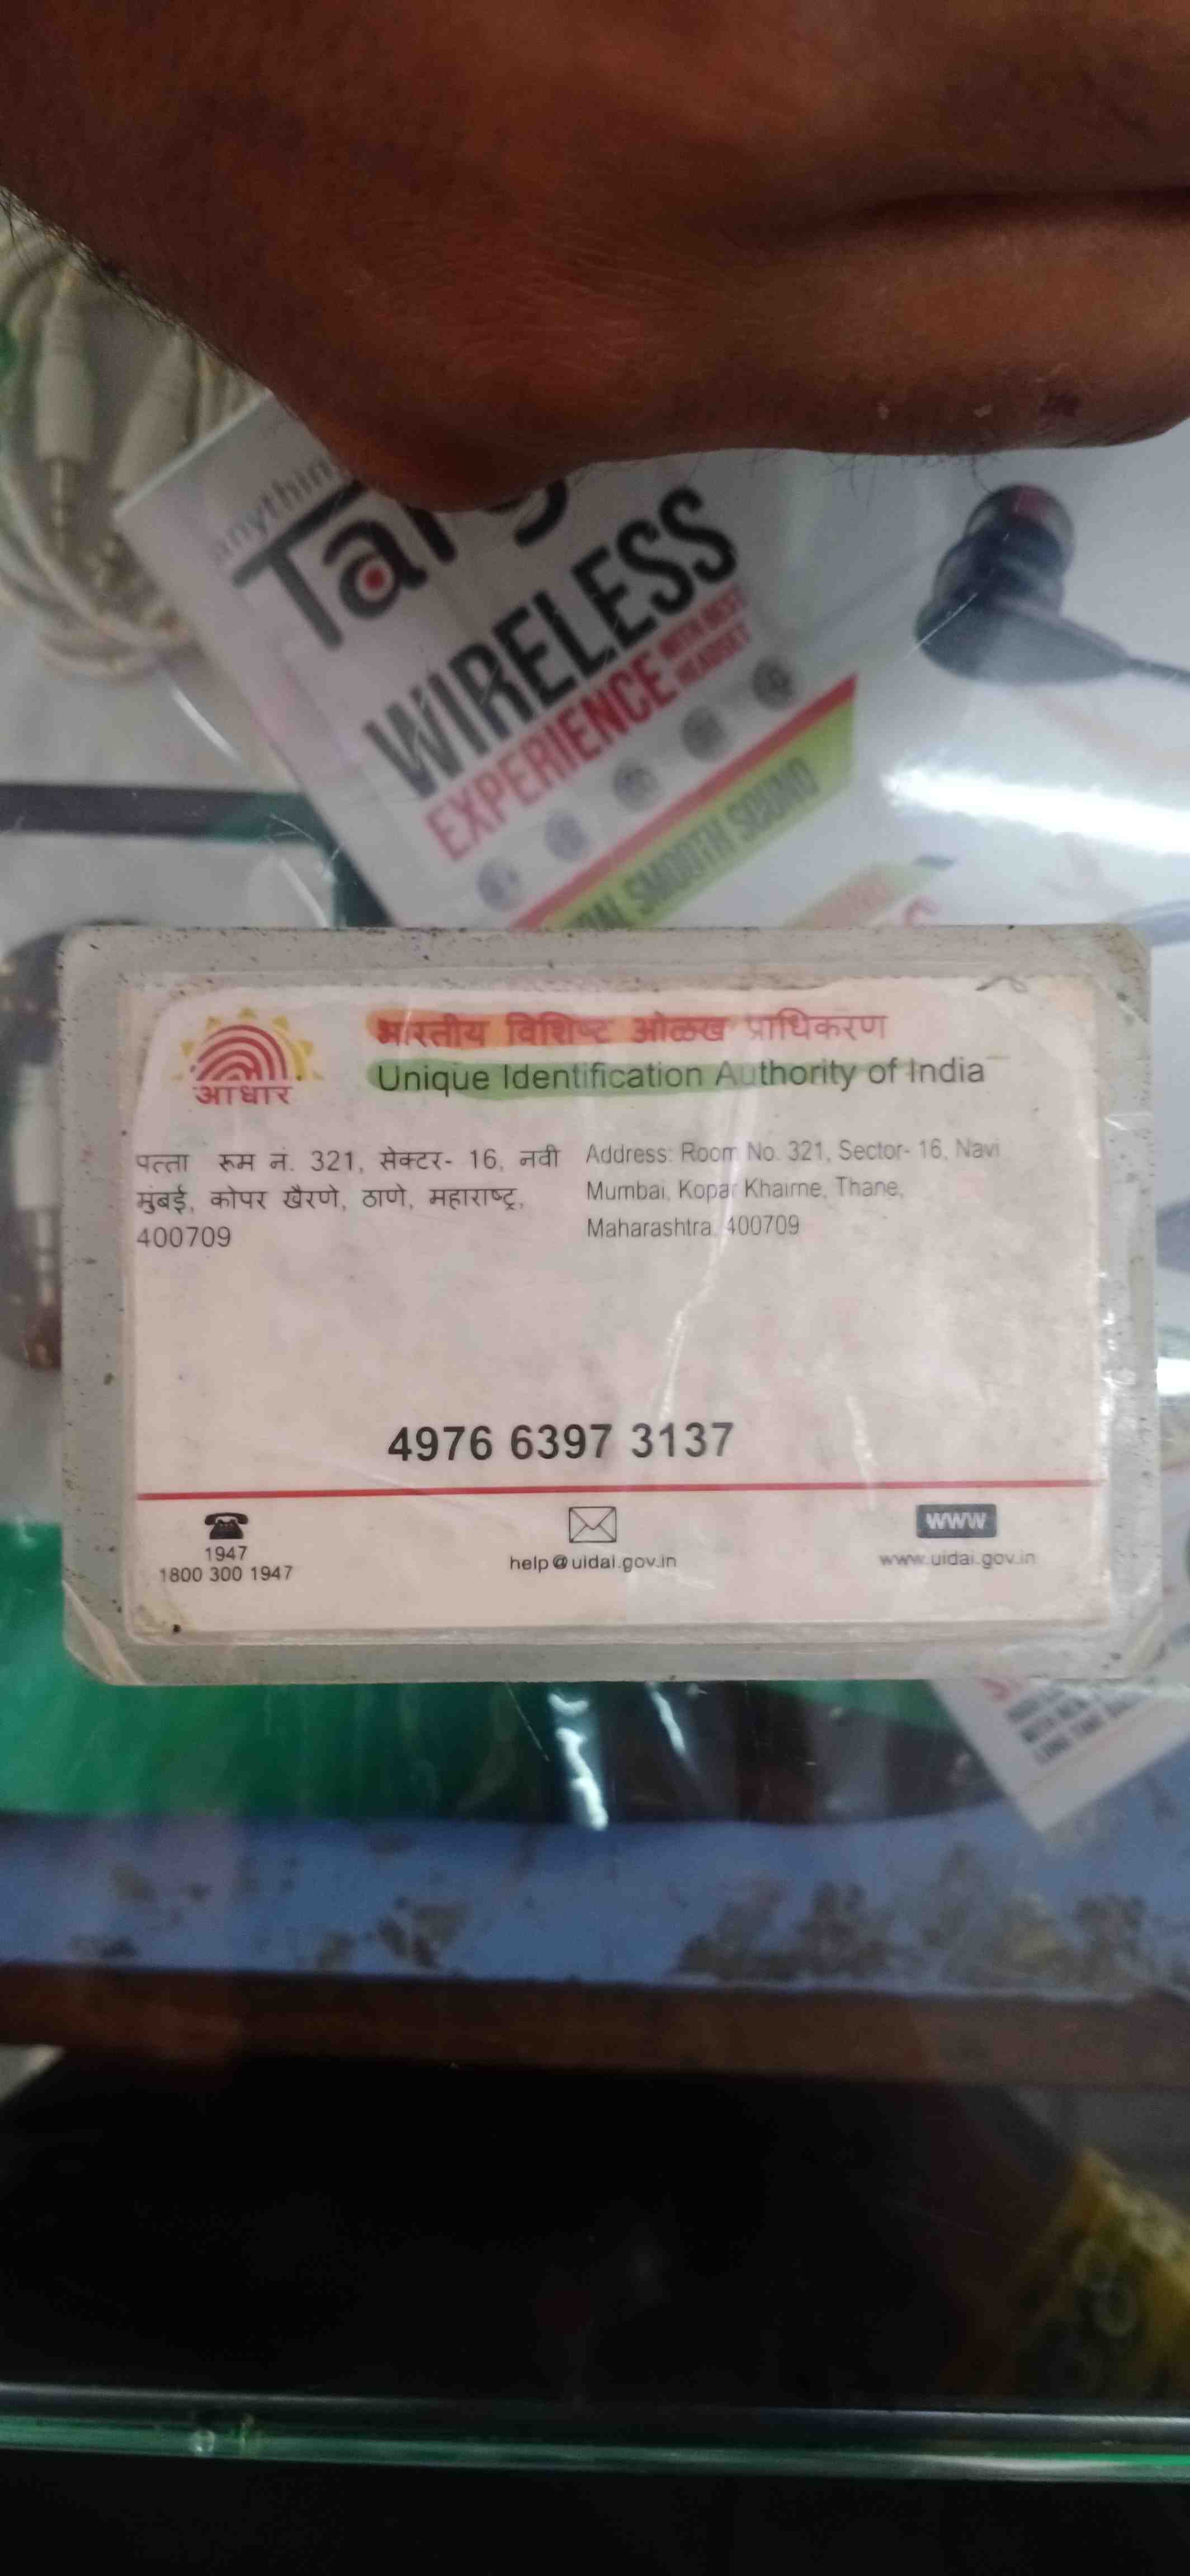 anythin
WIRELESS
EXPERIENCE
WITH BEST
HEADSET
SMOOTH SOUND
आधार
भारतीय विशिष्ट ओळख प्राधिकरण
Unique Identification Authority of India
पत्ता रूम नं. 321, सेक्टर- 16, नवी
मुंबई, कोपर खैरणे, ठाणे, महाराष्ट्र,
400709
Address: Room No. 321, Sector- 16, Navi
Mumbai, Kopar Khairne, Thane,
Maharashtra, 400709
4976 6397 3137
1947
1800 300 1947
help@uidai.gov.in
www
www.uidai.gov.in